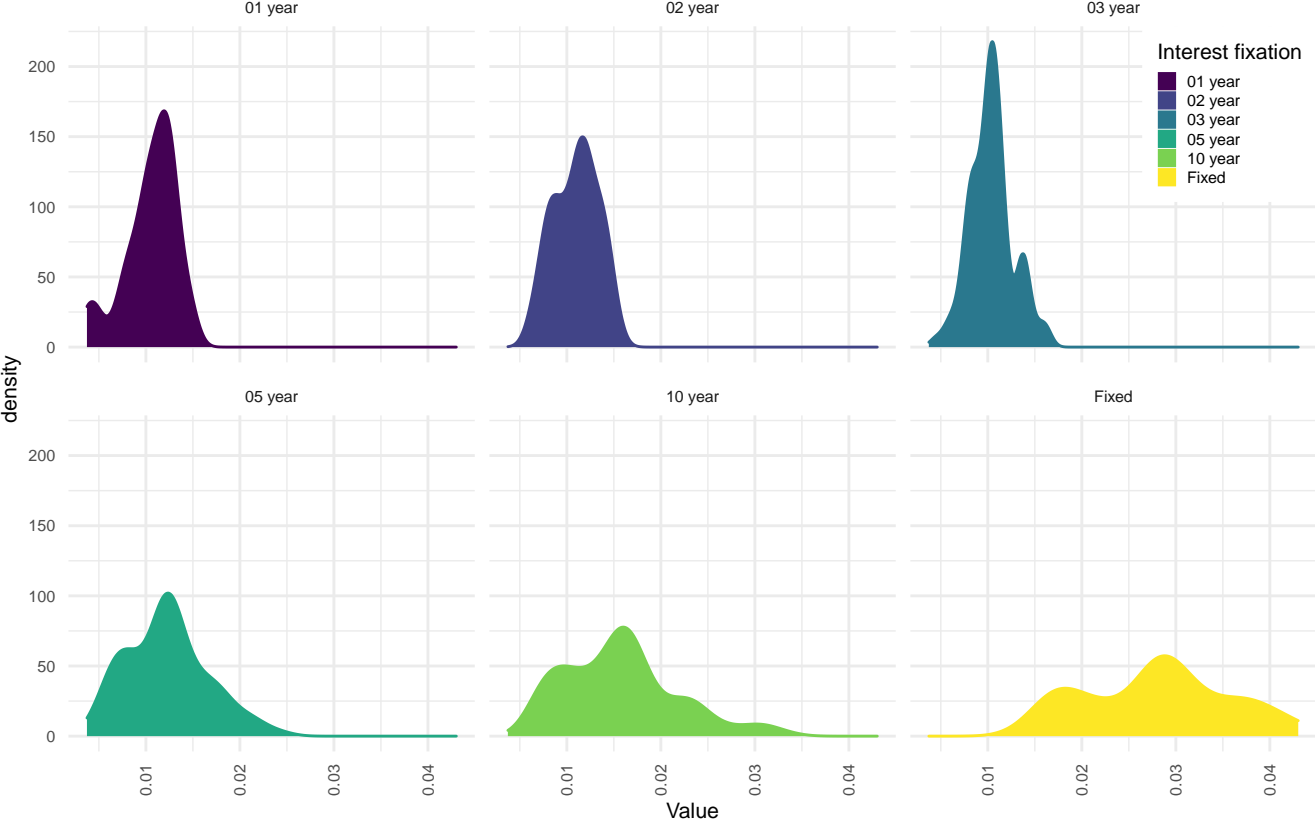 01 year
02 year
03 year
Interest fixation
01 year
02 year
03 year
05 year
10 year
Fixed
200
150
100
50
0
density
05 year
10 year
Fixed
200
150
100
50
0
0.01
0.02
0.03
0.04
0.01
0.02
0.03
0.04
0.01
0.02
0.03
0.04
Value